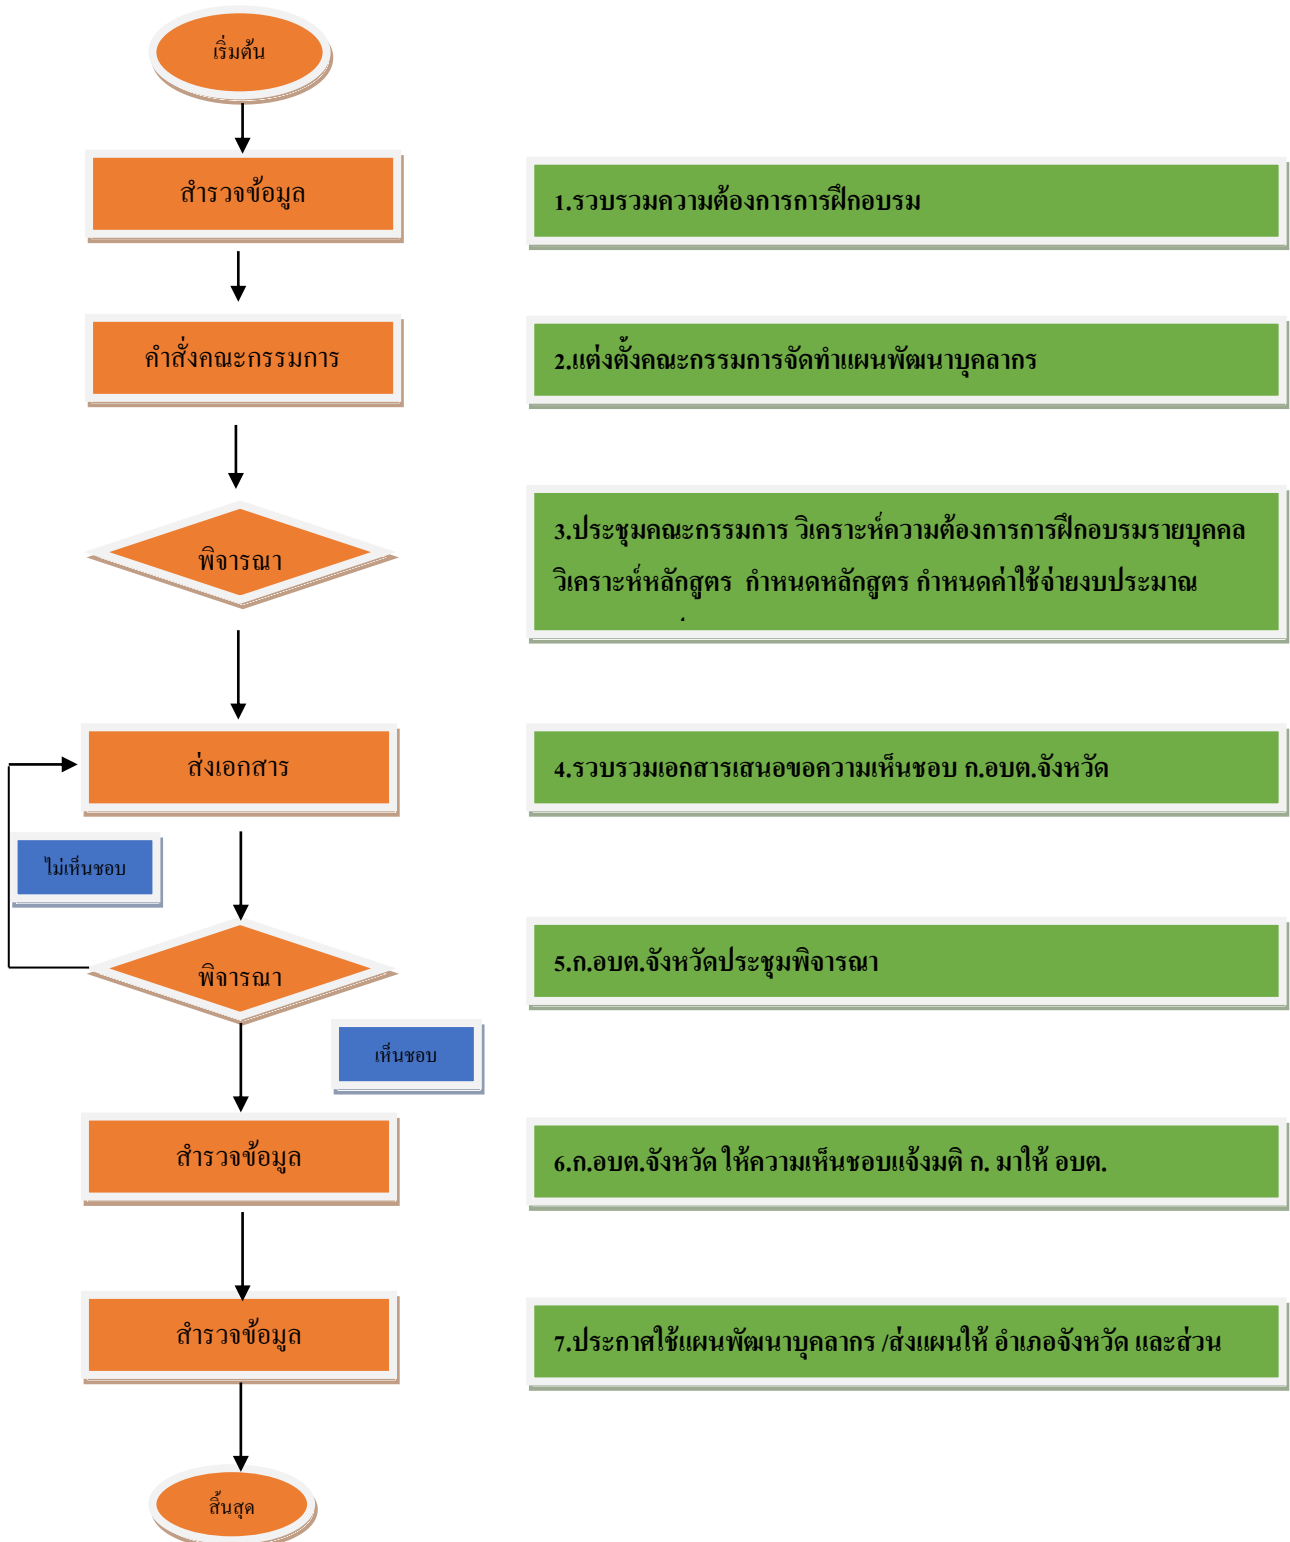 เริ่มต้น
สำรวจข้อมูล
1.รวบรวมความต้องการการฝึกอบรม
คำสั่งคณะกรรมการ
2.แต่งตั้งคณะกรรมการจัดทำแผนพัฒนาบุคลากร
พิจารณา
3.ประชุมคณะกรรมการ วิเคราะห์ความต้องการการฝึกอบรมรายบุคคล
วิเคราะห์หลักสูตร กำหนดหลักสูตร กำหนดค่าใช้จ่ายงบประมาณ
ส่งเอกสาร
4.รวบรวมเอกสารเสนอขอความเห็นชอบ ก.อบต.จังหวัด
ไม่เห็นชอบ
พิจารณา
5.ก.อบต.จังหวัดประชุมพิจารณา
เห็นชอบ
สำรวจข้อมูล
6.ก.อบต.จังหวัด ให้ความเห็นชอบแจ้งมติ ก. มาให้ อบต.
สำรวจข้อมูล
7.ประกาศใช้แผนพัฒนาบุคลากร /ส่งแผนให้ อำเภอจังหวัด และส่วน
สิ้นสุด